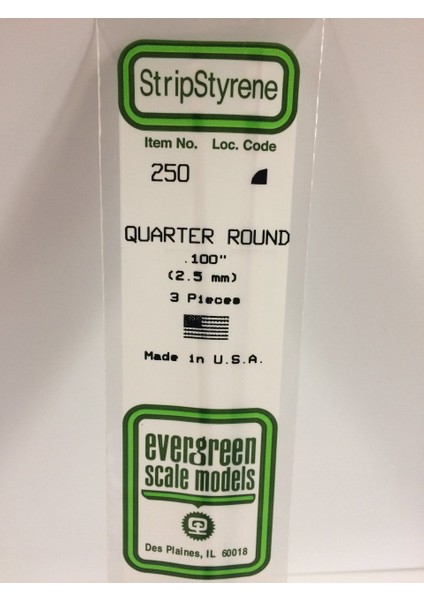 StripStyrene
Item No. Loc. Code
250
QUARTER ROUND
.100"
(2.5 mm)
3 Pieces
Made in U.S.A.
evergreen
scale models
Des Plaines, IL 60018